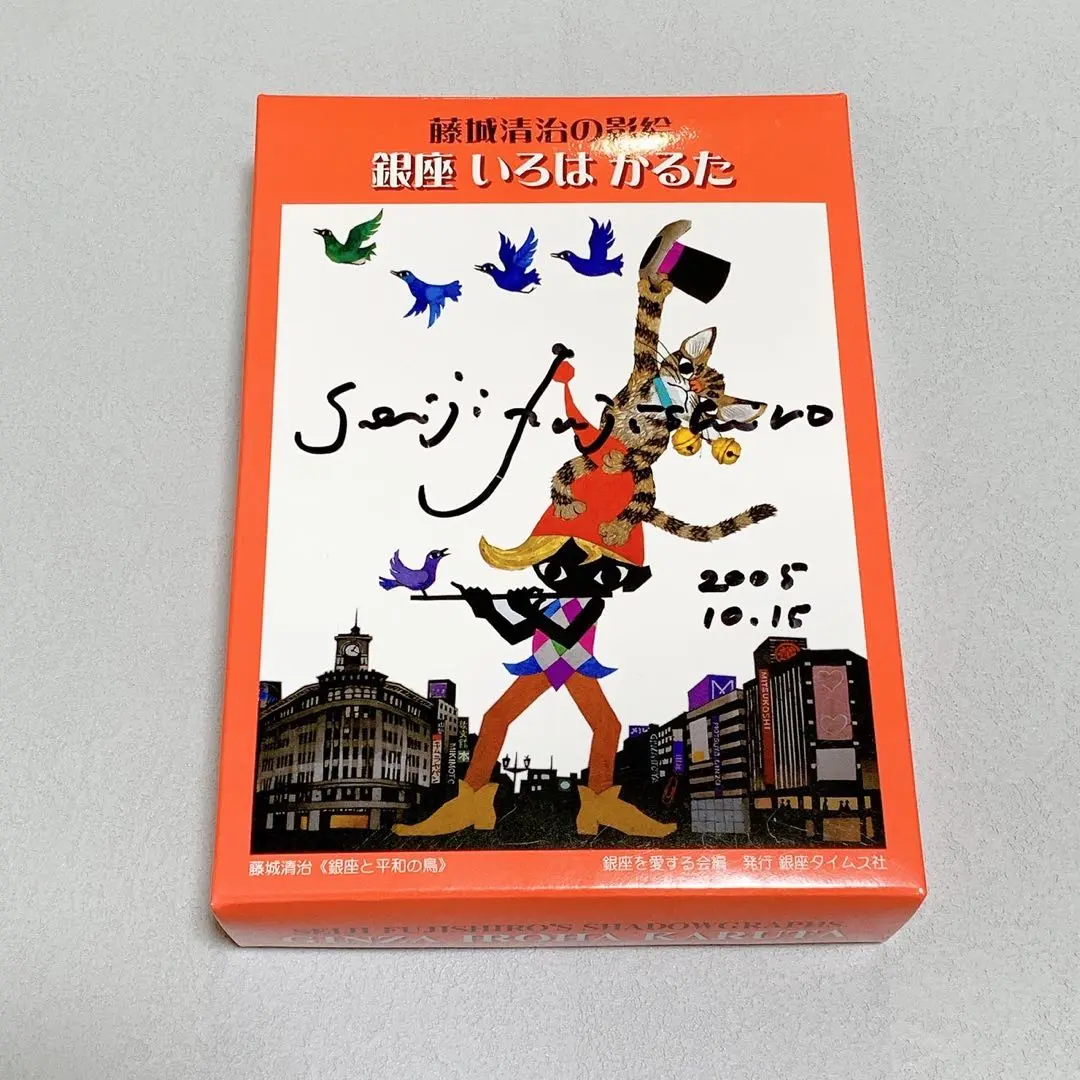 藤城清治の影絵
銀座 いろは かるた
Seiji Fujishiro
2005
10.15
MIKIMOTO
MITSUKOSHI
藤城清治《銀座と平和の鳥》
銀座を愛する会編 発行 銀座タイムス社
SEIJI FUJISHIRO'S SHADOWGRAPHS
GINZA IROHA KARUTA